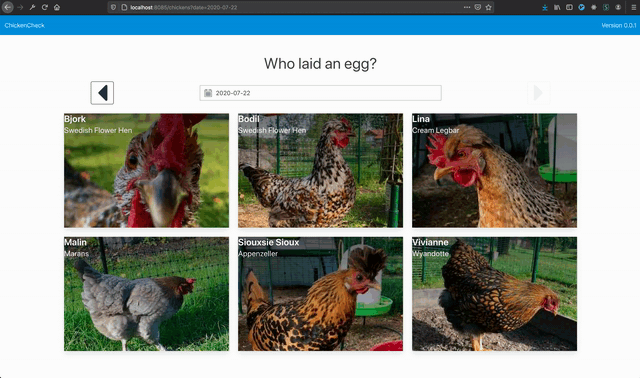 localhost:8085/chickens?date=2020-07-22
ChickenCheck
Version 0.0.1
Who laid an egg?
2020-07-22
Bjork
Swedish Flower Hen
Bodil
Swedish Flower Hen
Lina
Cream Legbar
Malin
Marans
Siouxsie Sioux
Appenzeller
Vivianne
Wyandotte